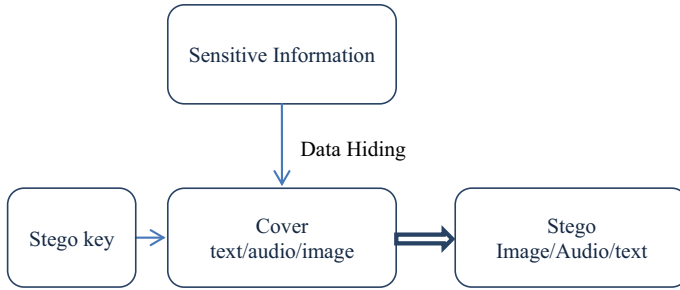 Sensitive Information
Data Hiding
Stego key
Cover
text/audio/image
Stego
Image/Audio/text